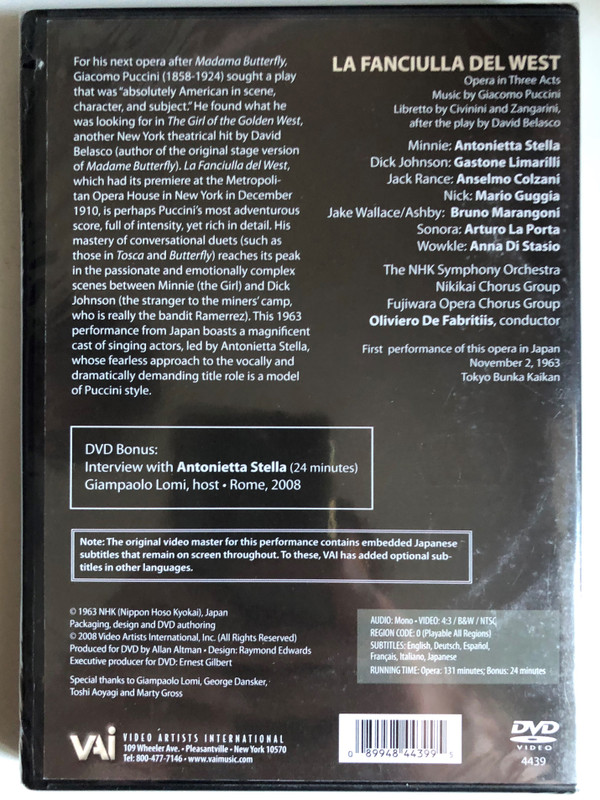 For his next opera after Madama Butterfly,
Giacomo Puccini (1858-1924) sought a play
that was "absolutely American in scene,
character, and subject." He found what he
was looking for in The Girl of the Golden West,
another New York theatrical hit by David
Belasco (author of the original stage version
of Madame Butterfly). La Fanciulla del West,
which had its premiere at the Metropoli-
tan Opera House in New York in December
1910, is perhaps Puccini's most adventurous
score, full of intensity, yet rich in detail. His
mastery of conversational duets (such as
those in Tosca and Butterfly) reaches its peak
in the passionate and emotionally complex
scenes between Minnie (the Girl) and Dick
Johnson (the stranger to the miners' camp,
who is really the bandit Ramerrez). This 1963
performance from Japan boasts a magnificent
cast of singing actors, led by Antonietta Stella,
whose fearless approach to the vocally and
dramatically demanding title role is a model
of Puccini style.
LA FANCIULLA DEL WEST
Opera in Three Acts
Music by Giacomo Puccini
Libretto by Civinini and Zangarini,
after the play by David Belasco
Minnie: Antonietta Stella
Dick Johnson: Gastone Limarilli
Jack Rance: Anselmo Colzani
Nick: Mario Guggia
Jake Wallace/Ashby: Bruno Marangoni
Sonora: Arturo La Porta
Wowkle: Anna Di Stasio
The NHK Symphony Orchestra
Nikikai Chorus Group
Fujiwara Opera Chorus Group
Oliviero De Fabritiis, conductor
First performance of this opera in Japan
November 2, 1963
Tokyo Bunka Kaikan
DVD Bonus:
Interview with Antonietta Stella (24 minutes)
Giampaolo Lomi, host • Rome, 2008
Note: The original video master for this performance contains embedded Japanese
subtitles that remain on screen throughout. To these, VAI has added optional sub-
titles in other languages.
© 1963 NHK (Nippon Hoso Kyokai), Japan
Packaging, design and DVD authoring
© 2008 Video Artists International, Inc. (All Rights Reserved)
Produced for DVD by Allan Altman • Design: Raymond Edwards
Executive producer for DVD: Ernest Gilbert
Special thanks to Giampaolo Lomi, George Dansker,
Toshi Aoyagi and Marty Gross
AUDIO: Mono • VIDEO: 4:3 / B&W / NTSC
REGION CODE: 0 (Playable All Regions)
SUBTITLES: English, Deutsch, Español,
Français, Italiano, Japanese
RUNNING TIME: Opera: 131 minutes; Bonus: 24 minutes
VAI
VIDEO ARTISTS INTERNATIONAL
109 Wheeler Ave. • Pleasantville • New York 10570
Tel: 800-477-7146 • www.vaimusic.com
0 89948 44399 5
DVD
VIDEO
4439